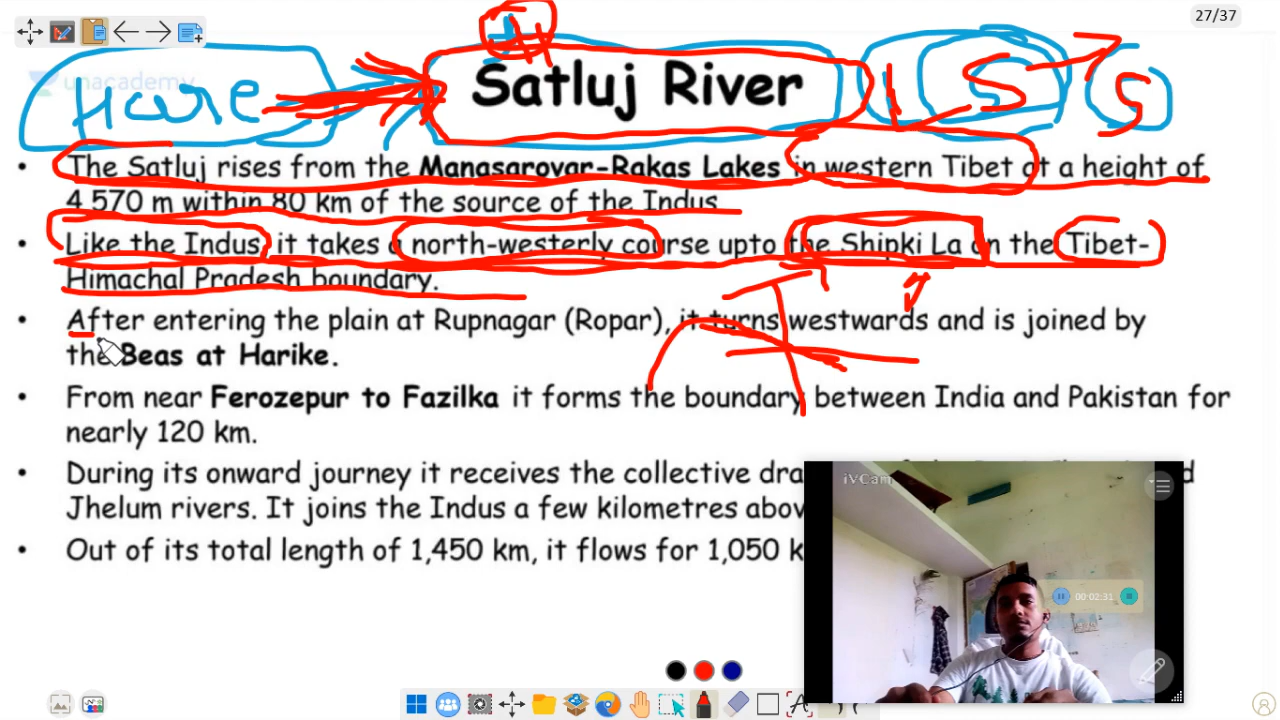 27/37
unacademy
Hare
Satluj River
S
S
The Satluj rises from the Manasarovar-Rakas Lakes in western Tibet at a height of
4 570 m within 80 km of the source of the Indus
Like the Indus, it takes a north-westerly course upto the Shipki La on the Tibet-
Himachal Pradesh boundary.
After entering the plain at Rupnagar (Ropar), it turns westwards and is joined by
the Beas at Harike.
From near Ferozepur to Fazilka it forms the boundary between India and Pakistan for
nearly 120 km.
During its onward journey it receives the collective
Jhelum rivers. It joins the Indus a few kilometres
Out of its total length of 1,450 km, it flows for 1,050
iVCam
00:02:31